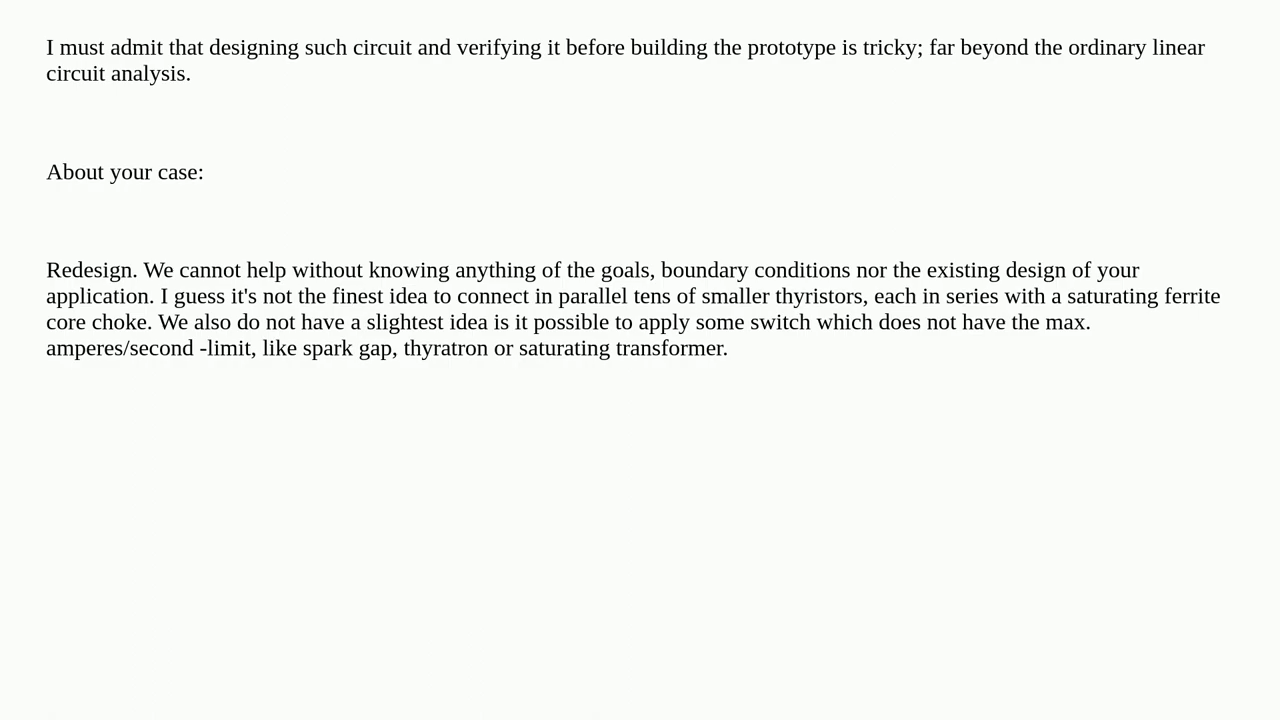 I must admit that designing such circuit and verifying it before building the prototype is tricky; far beyond the ordinary linear
circuit analysis.
About your case:
Redesign. We cannot help without knowing anything of the goals, boundary conditions nor the existing design of your
application. I guess it's not the finest idea to connect in parallel tens of smaller thyristors, each in series with a saturating ferrite
core choke. We also do not have a slightest idea is it possible to apply some switch which does not have the max.
amperes/second -limit, like spark gap, thyratron or saturating transformer.